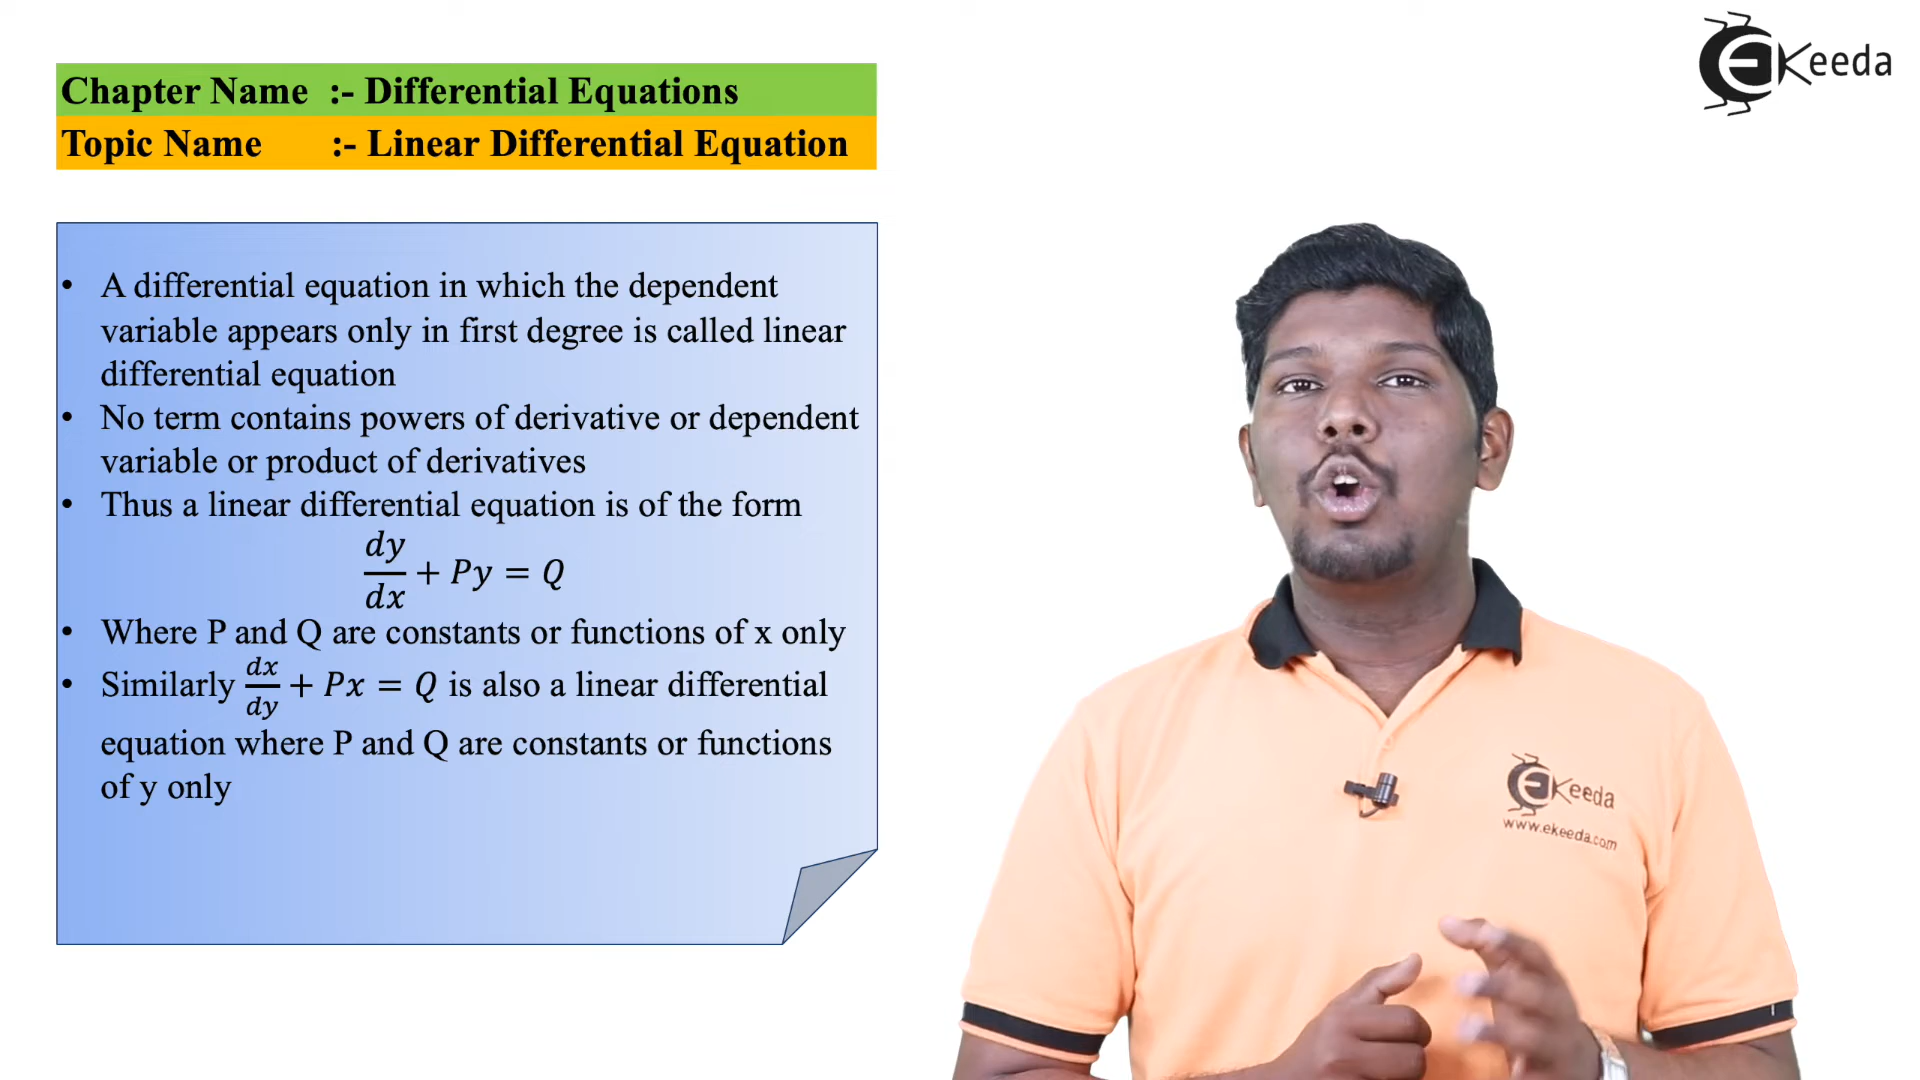 Keeda
Chapter Name :- Differential Equations
Topic Name :- Linear Differential Equation
• A differential equation in which the dependent
variable appears only in first degree is called linear
differential equation
• No term contains powers of derivative or dependent
variable or product of derivatives
• Thus a linear differential equation is of the form
dy/dx + Py = Q
• Where P and Q are constants or functions of x only
• Similarly dx/dy + Px = Q is also a linear differential
equation where P and Q are constants or functions
of y only
Keeda
www.ekeeda.com